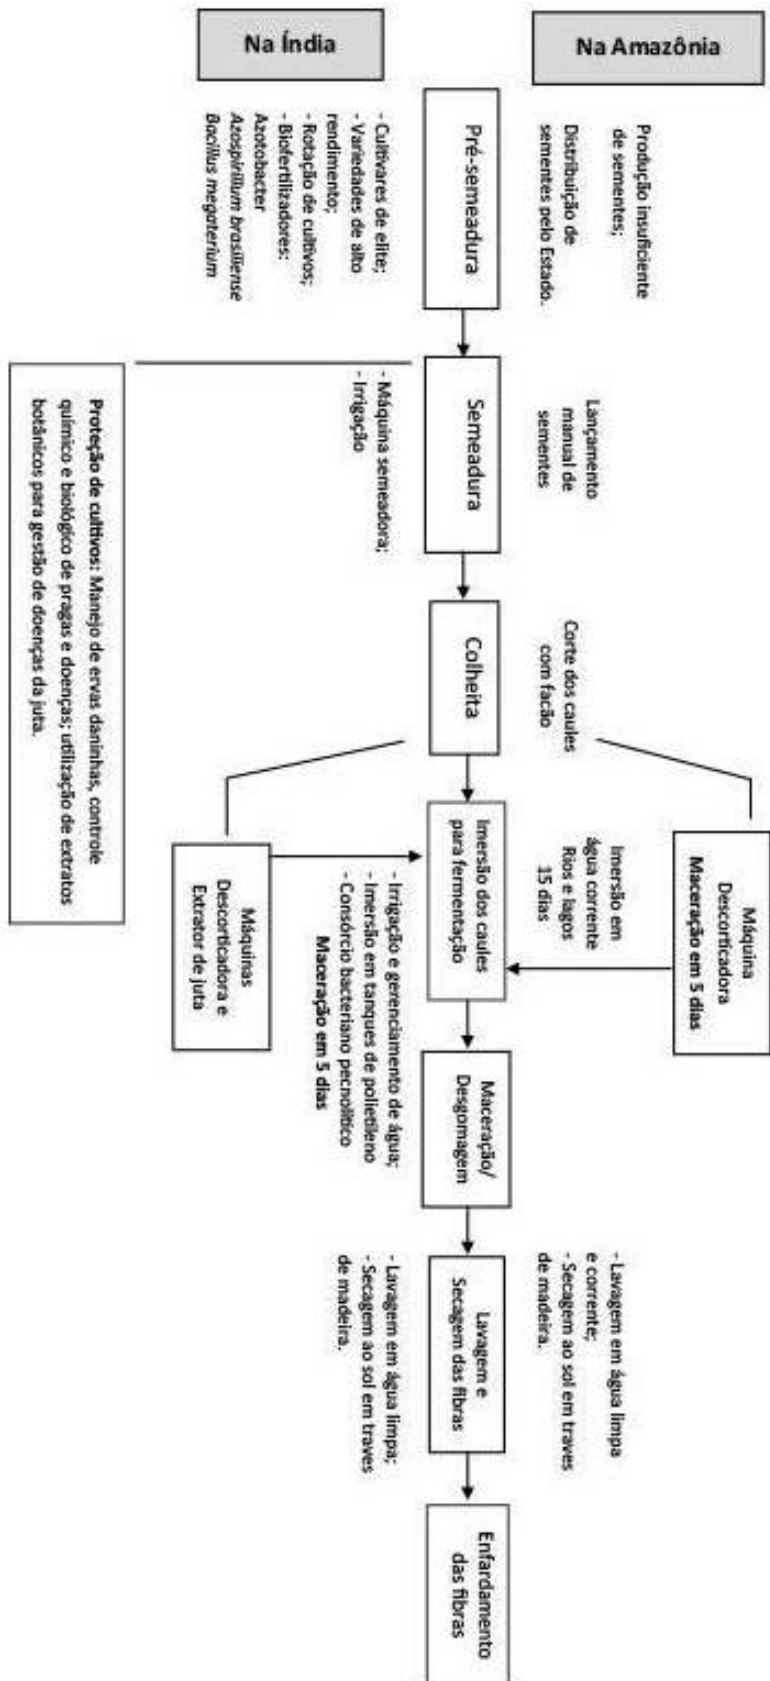 Na Amazônia
Produção insuficiente
de sementes;
Distribuição de
sementes pelo Estado.
Lançamento
manual de
sementes
Corte dos caules
com facão
Máquina
Descorticadora
Maceração em 5 dias
Imersão em
água corrente
Rios e lagos
15 dias
- Lavagem em água limpa
e corrente;
- Secagem ao sol em traves
de madeira.
Pré-semeadura
Semeadura
Colheita
Imersão dos caules
para fermentação
Maceração/
Desgomagem
Lavagem e
Secagem das fibras
Enfardamento
das fibras
Na Índia
- Cultivares de elite;
- Variedades de alto
rendimento;
- Rotação de cultivos;
- Biofertilizadores:
Azotobacter
Azospirillum brasiliense
Bacillus megaterium
- Máquina semeadora;
- Irrigação
- Irrigação e gerenciamento de água;
- Imersão em tanques de polietileno
- Consórcio bacteriano pecnolítico
Maceração em 5 dias
- Lavagem em água limpa;
- Secagem ao sol em traves
de madeira.
Máquinas
Descorticadora e
Extrator de juta
Proteção de cultivos: Manejo de ervas daninhas, controle
químico e biológico de pragas e doenças; utilização de extratos
botânicos para gestão de doenças da juta.